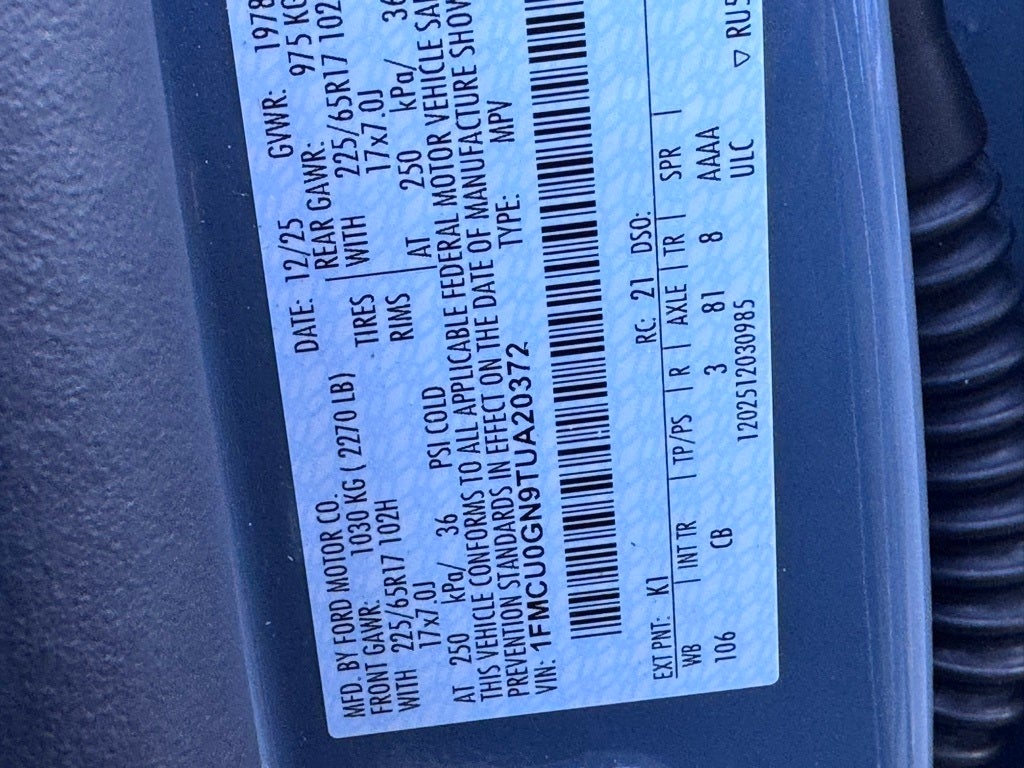 MFD. BY FORD MOTOR CO.
DATE: 12/25 GVWR: 1978
FRONT GAWR: 1030 KG ( 2270 LB) REAR GAWR: 975 KG
WITH 225/65R17 102H TIRES WITH 225/65R17 102
17x7.0J RIMS 17x7.0J
AT 250 kPa/ 36 PSI COLD AT 250 kPa/ 36
THIS VEHICLE CONFORMS TO ALL APPLICABLE FEDERAL MOTOR VEHICLE
PREVENTION STANDARDS IN EFFECT ON THE DATE OF MANUFACTURE SHOW
VIN: 1FMCU0GN9TUA20372 TYPE: MPV
EXT PNT: K1 RC: 21 DSO:
WB | INT TR | TP/PS | R | AXLE | TR | SPR |
106 CB 3 81 8 AAAA
120251203098​5 ULC ▽ RU5